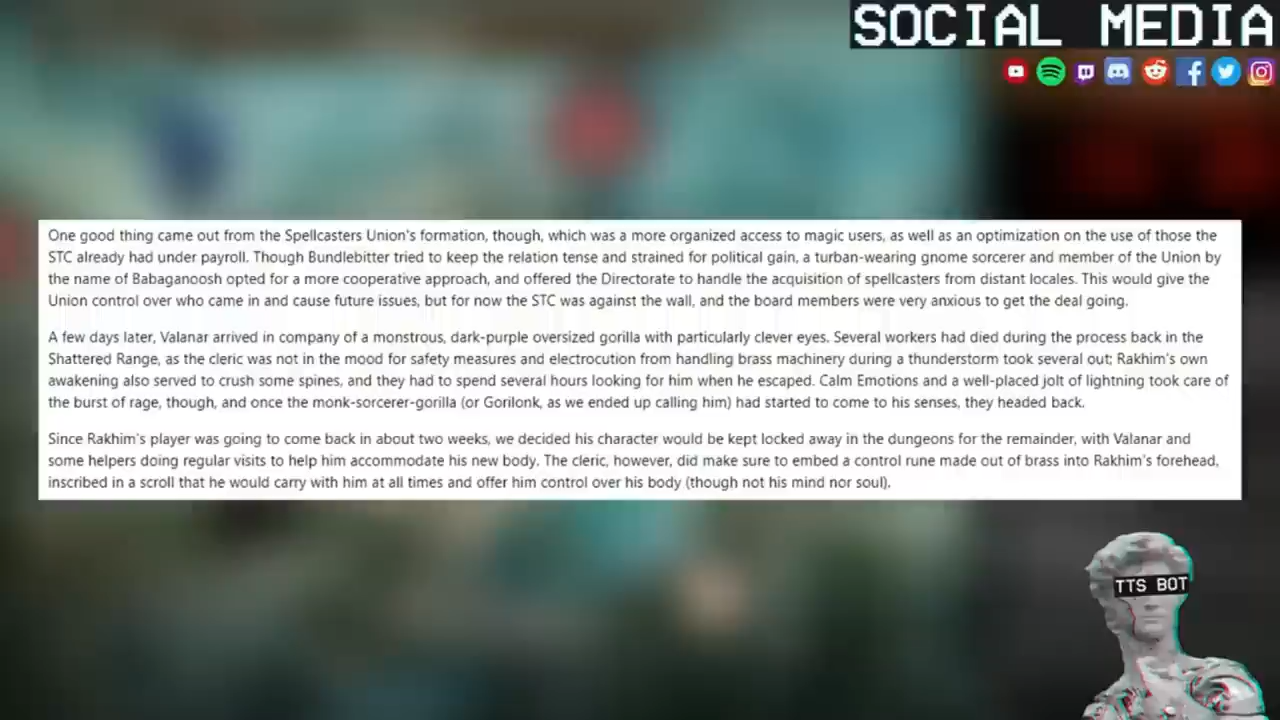 SOCIAL MEDIA
One good thing came out from the Spellcasters Union's formation, though, which was a more organized access to magic users, as well as an optimization on the use of those the
STC already had under payroll. Though Bundlebitter tried to keep the relation tense and strained for political gain, a turban-wearing gnome sorcerer and member of the Union by
the name of Babaganoosh opted for a more cooperative approach, and offered the Directorate to handle the acquisition of spellcasters from distant locales. This would give the
Union control over who came in and cause future issues, but for now the STC was against the wall, and the board members were very anxious to get the deal going.
A few days later, Valanar arrived in company of a monstrous, dark-purple oversized gorilla with particularly clever eyes. Several workers had died during the process back in the
Shattered Range, as the cleric was not in the mood for safety measures and electrocution from handling brass machinery during a thunderstorm took several out; Rakhim's own
awakening also served to crush some spines, and they had to spend several hours looking for him when he escaped. Calm Emotions and a well-placed jolt of lightning took care of
the burst of rage, though, and once the monk-sorcerer-gorilla (or Gorilonk, as we ended up calling him) had started to come to his senses, they headed back.
Since Rakhim's player was going to come back in about two weeks, we decided his character would be kept locked away in the dungeons for the remainder, with Valanar and
some helpers doing regular visits to help him accommodate his new body. The cleric, however, did make sure to embed a control rune made out of brass into Rakhim's forehead,
inscribed in a scroll that he would carry with him at all times and offer him control over his body (though not his mind nor soul).
TTS BOT